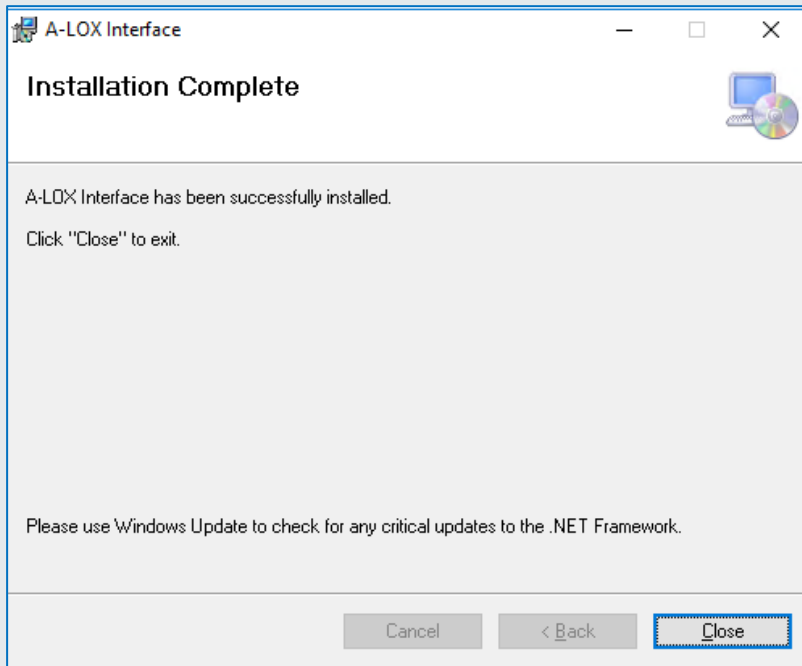 A-LOX Interface
Installation Complete
A-LOX Interface has been successfully installed.
Click "Close" to exit.
Please use Windows Update to check for any critical updates to the .NET Framework.
Cancel
< Back
Close